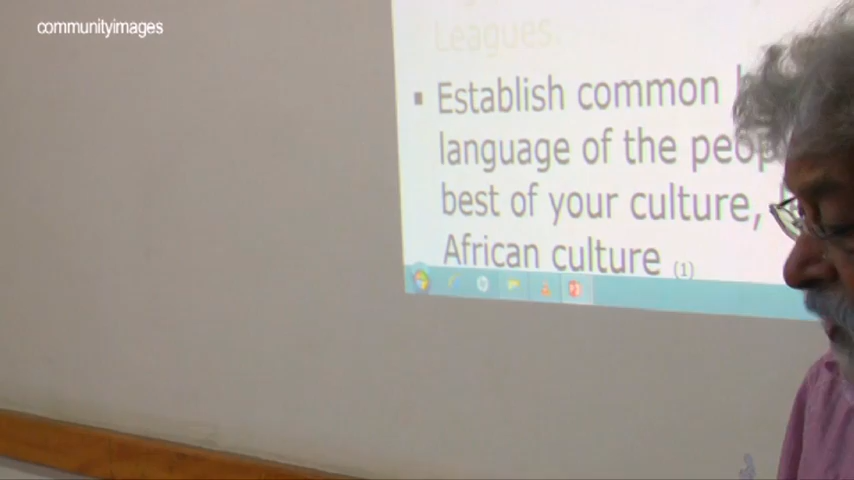 communityimages
Leagues.
Establish common
language of the peop
best of your culture,
African culture (1)